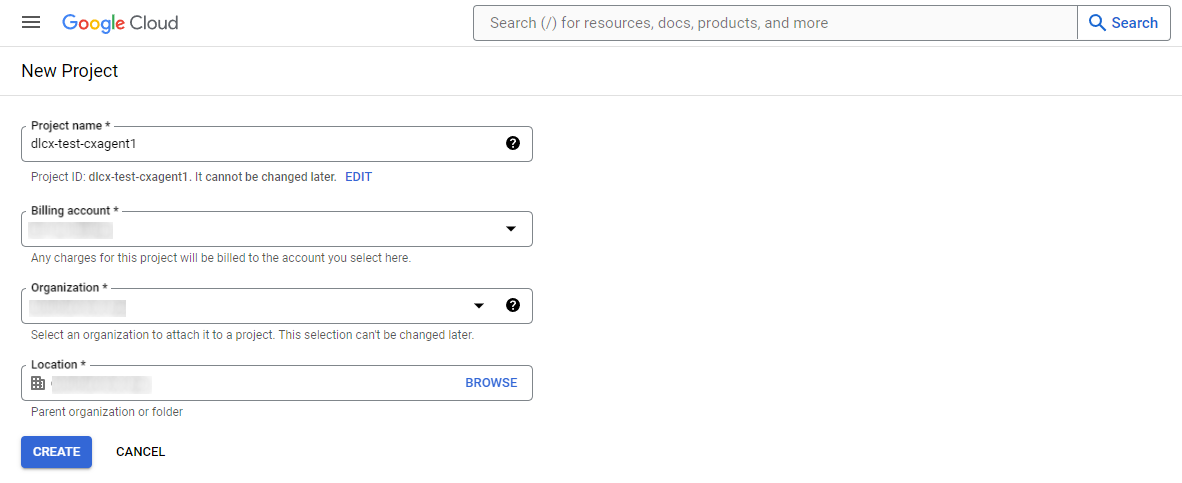 Google Cloud
Search (/) for resources, docs, products, and more
Search
New Project
Project name *
dlcx-test-cxagent1
Project ID: dlcx-test-cxagent1. It cannot be changed later. EDIT
Billing account *
Any charges for this project will be billed to the account you select here.
Organization *
Select an organization to attach it to a project. This selection can't be changed later.
Location *
BROWSE
Parent organization or folder
CREATE
CANCEL